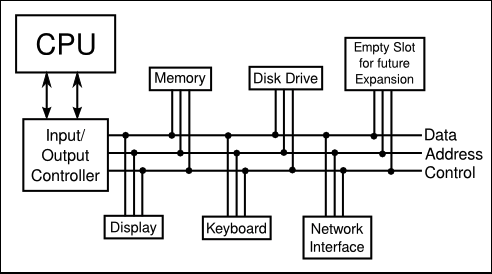 CPU
Input/
Output
Controller
Memory
Disk Drive
Empty Slot
for future
Expansion
Data
Address
Control
Display
Keyboard
Network
Interface